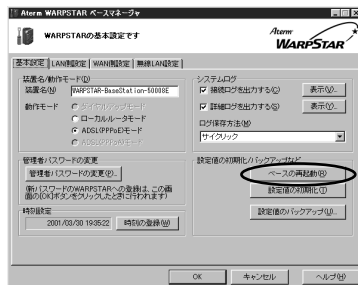 Aterm WARPSTAR ベースマネージャ
WARPSTARの基本設定です
Aterm
WARPSTAR
基本設定 LAN側設定 WAN側設定 無線LAN設定
装置名/動作モード(D)
装置名(N) WARPSTAR-BaseStation-50008E
動作モード
ダイヤルアップモード
ローカルルータモード
ADSL(PPPoE)モード
ADSL(PPPoA)モード
システムログ
接続ログを出力する(S) 表示(V)...
詳細ログを出力する(G) 表示(V)...
ログ保存方法(M)
サイクリック
管理者パスワードの変更
管理者パスワードの変更(P)...
(新パスワードのWARPSTARへの登録は、この画
面の[OK]ボタンをクリックしたときに行われます)
設定値の初期化/バックアップなど
ベースの再起動(R)
設定値の初期化(T)
設定値のバックアップ(U)...
時刻設定
2001/03/30 19:35:22 時刻の登録(W)
OK キャンセル ヘルプ(H)